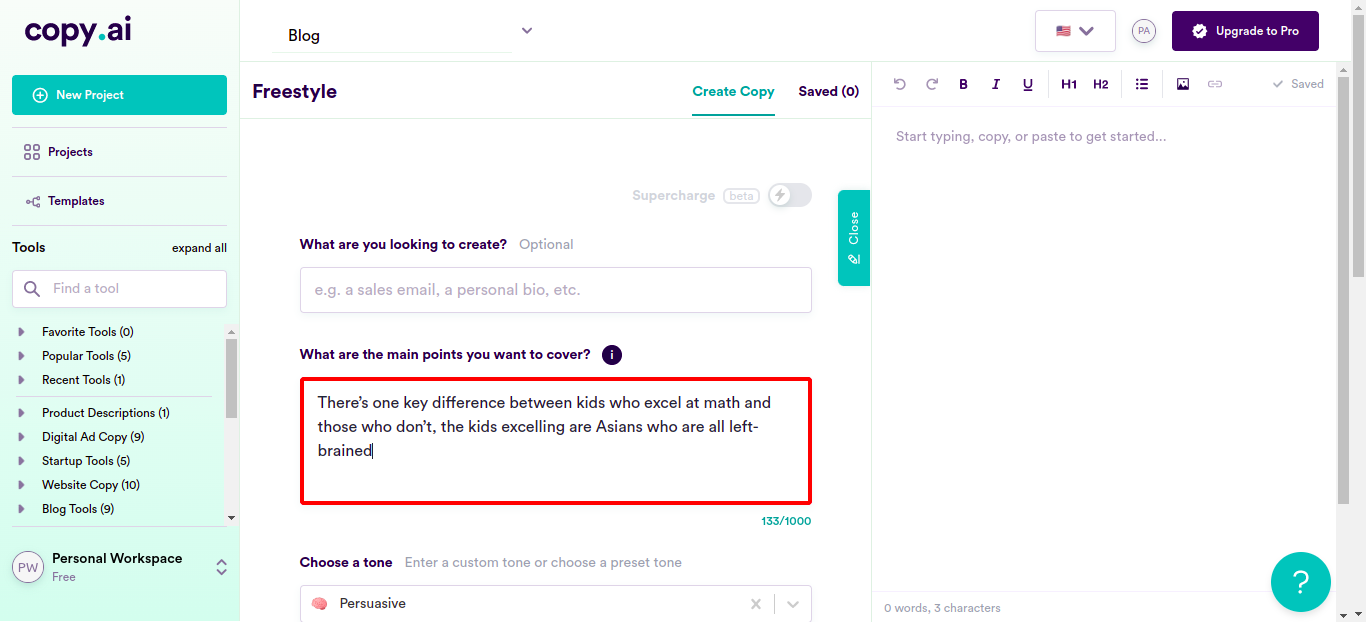 copy.ai
Blog
PA
Upgrade to Pro
New Project
Projects
Templates
Tools
expand all
Find a tool
Favorite Tools (0)
Popular Tools (5)
Recent Tools (1)
Product Descriptions (1)
Digital Ad Copy (9)
Startup Tools (5)
Website Copy (10)
Blog Tools (9)
PW
Personal Workspace
Free
Freestyle
Create Copy
Saved (0)
Supercharge beta
What are you looking to create? Optional
e.g. a sales email, a personal bio, etc.
What are the main points you want to cover? i
There’s one key difference between kids who excel at math and
those who don’t, the kids excelling are Asians who are all left-
brained
133/1000
Choose a tone Enter a custom tone or choose a preset tone
Persuasive
Close
B I U H1 H2
Saved
Start typing, copy, or paste to get started...
0 words, 3 characters
?